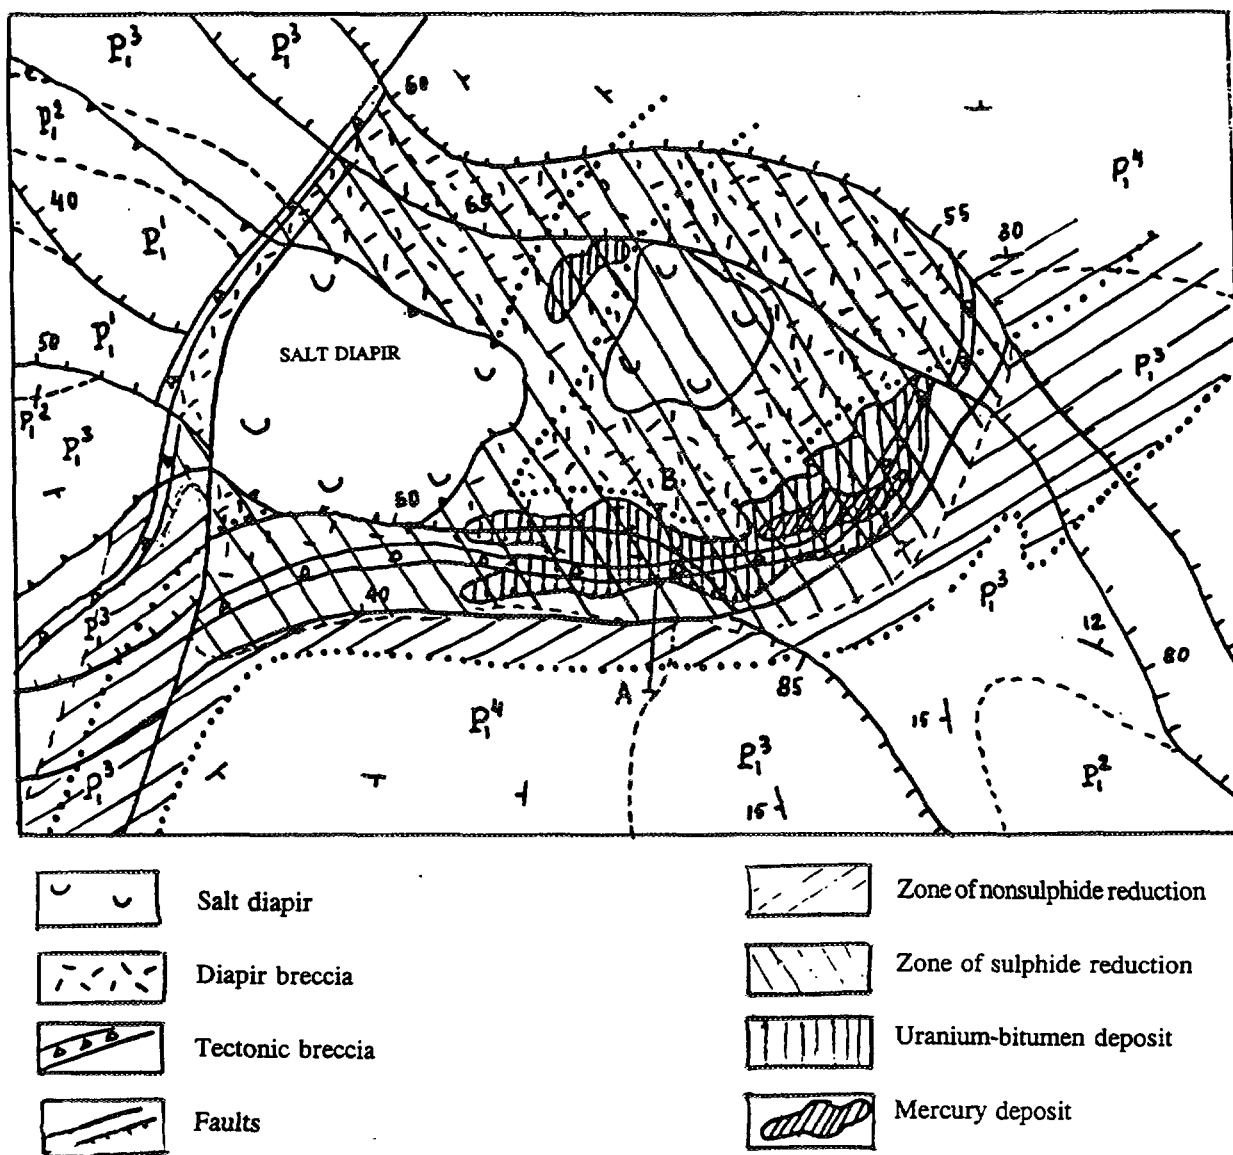 P₁³ P₁³
60
P₁²
P₁⁴
40
65
55
30
P₁¹
P₁¹
SALT DIAPIR
50
P₁³
P₁²
P₁³
B
50
40
P₁³
P₁³
12
A
85
80
P₁⁴
15
P₁³
P₁²
P₁³
15
Salt diapir
Diapir breccia
Tectonic breccia
Faults
Zone of nonsulphide reduction
Zone of sulphide reduction
Uranium-bitumen deposit
Mercury deposit